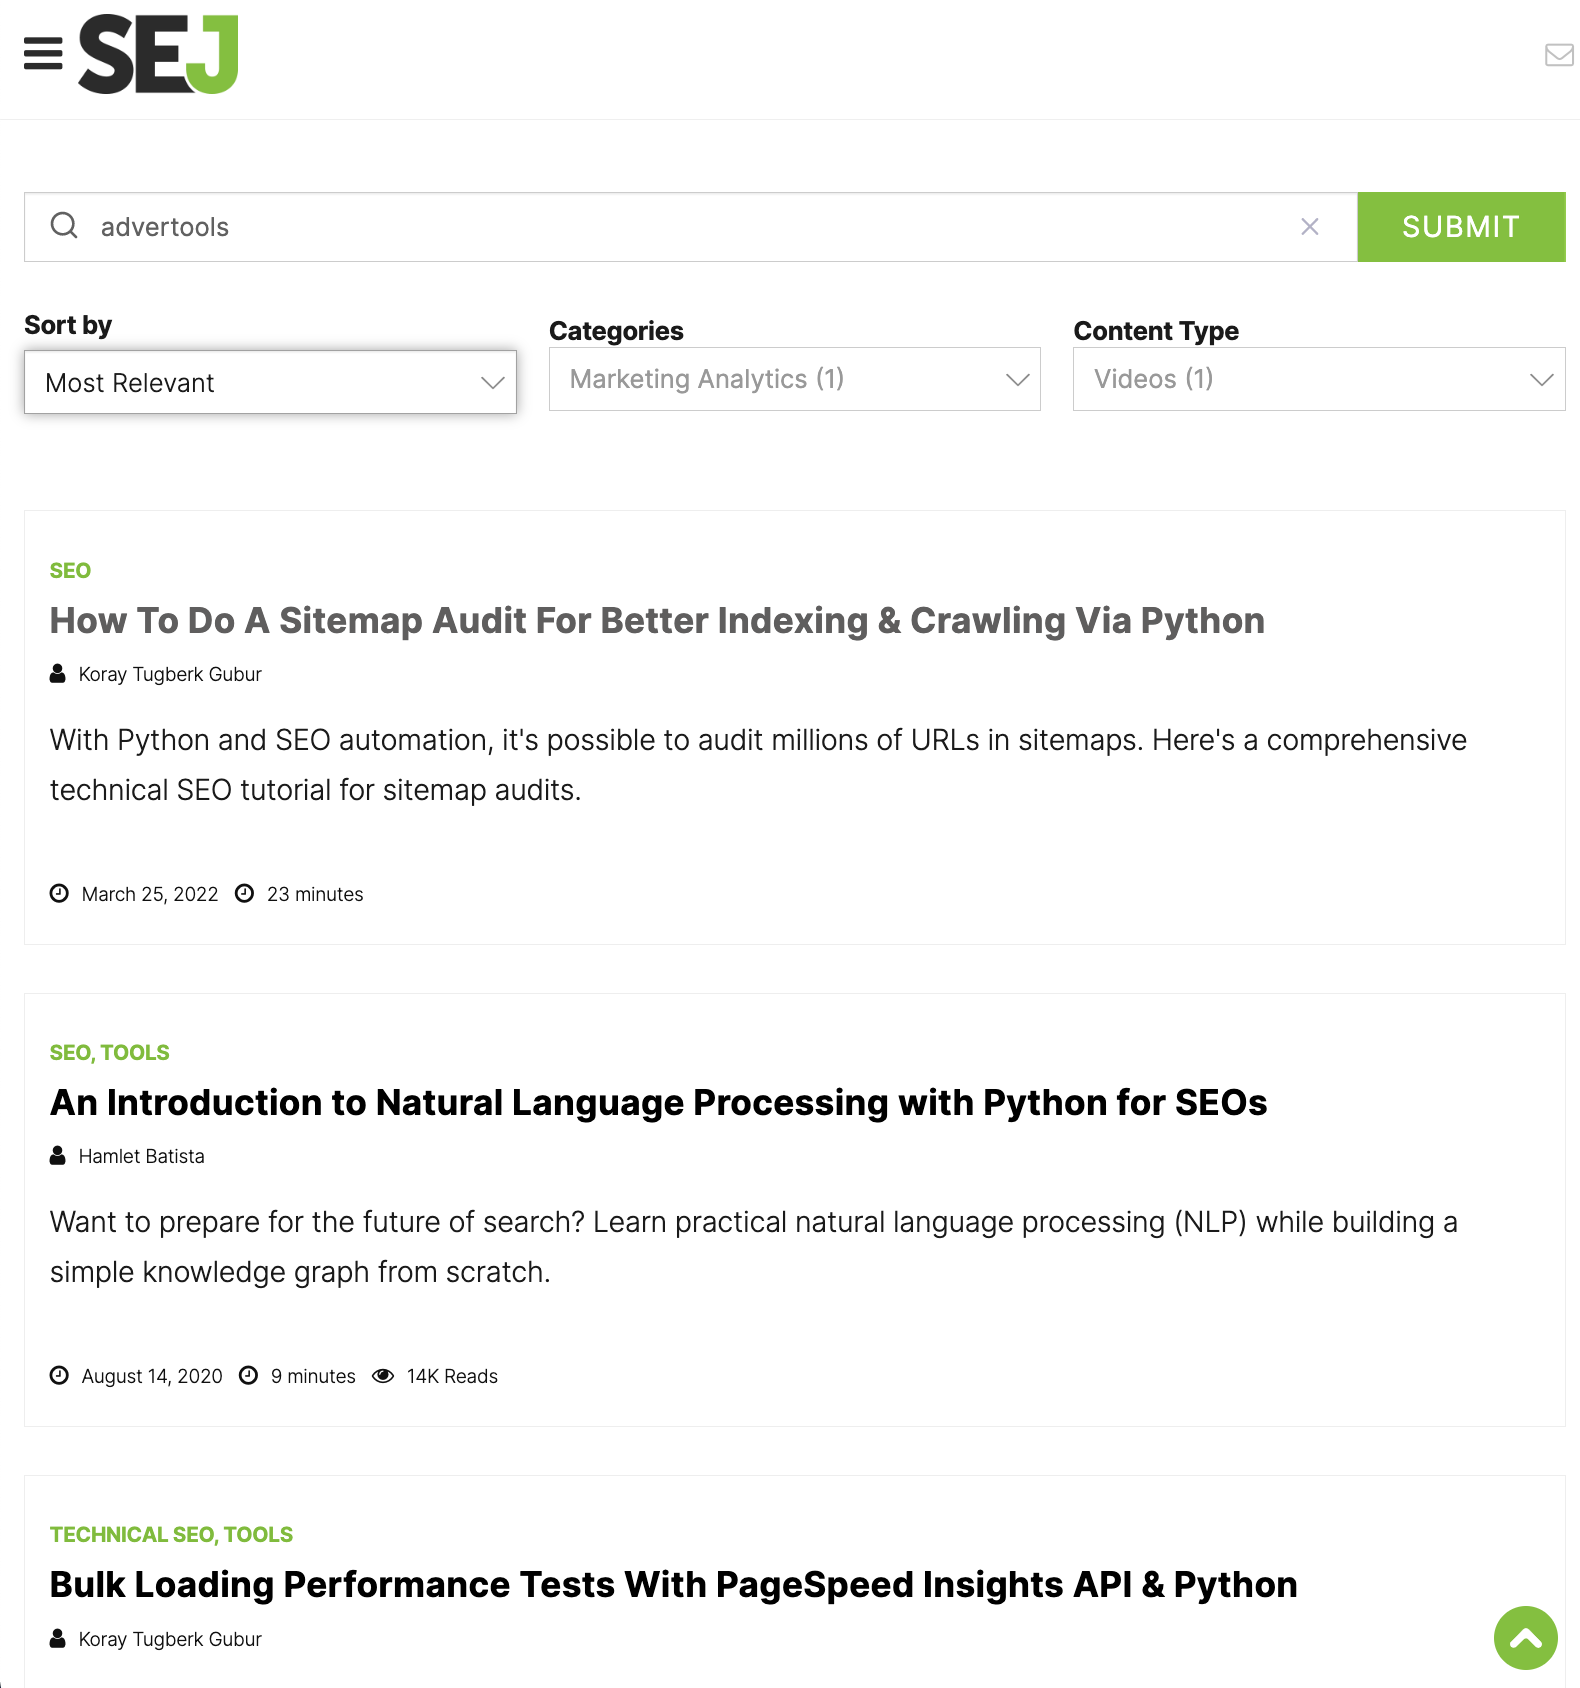 SEJ
advertools
SUBMIT
Sort by
Categories
Content Type
Most Relevant
Marketing Analytics (1)
Videos (1)
SEO
How To Do A Sitemap Audit For Better Indexing & Crawling Via Python
Koray Tugberk Gubur
With Python and SEO automation, it's possible to audit millions of URLs in sitemaps. Here's a comprehensive
technical SEO tutorial for sitemap audits.
March 25, 2022 23 minutes
SEO, TOOLS
An Introduction to Natural Language Processing with Python for SEOs
Hamlet Batista
Want to prepare for the future of search? Learn practical natural language processing (NLP) while building a
simple knowledge graph from scratch.
August 14, 2020 9 minutes 14K Reads
TECHNICAL SEO, TOOLS
Bulk Loading Performance Tests With PageSpeed Insights API & Python
Koray Tugberk Gubur